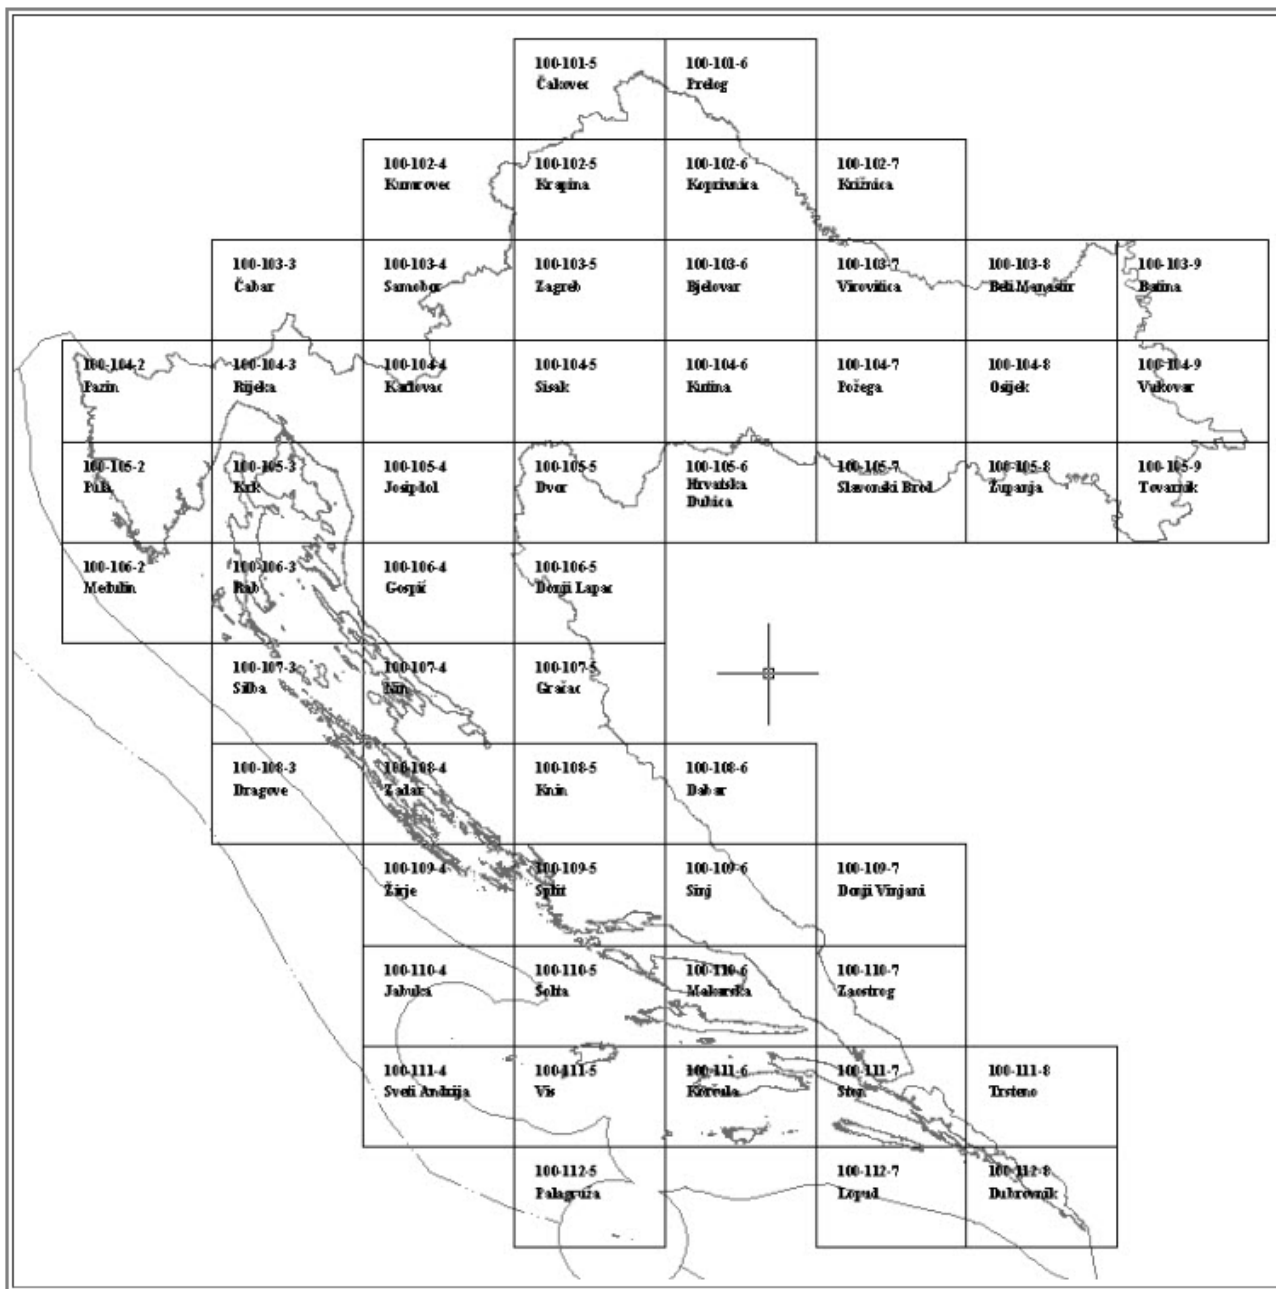 100-101-5
Čakovec
100-101-6
Prelog
100-102-4
Kumrovec
100-102-5
Krapina
100-102-6
Koprivnica
100-102-7
Križnica
100-103-3
Čabar
100-103-4
Samobor
100-103-5
Zagreb
100-103-6
Bjelovar
100-103-7
Virovitica
100-103-8
Beli Manastir
100-103-9
Batina
100-104-2
Pazin
100-104-3
Rijeka
100-104-4
Karlovac
100-104-5
Sisak
100-104-6
Kutina
100-104-7
Požega
100-104-8
Osijek
100-104-9
Vukovar
100-105-2
Pula
100-105-3
Krk
100-105-4
Josipdol
100-105-5
Dvor
100-105-6
Hrvatska
Dubica
100-105-7
Slavonski Brod
100-105-8
Županja
100-105-9
Tovarnik
100-106-2
Medulin
100-106-3
Rab
100-106-4
Gospić
100-106-5
Donji Lapac
100-107-3
Silba
100-107-4
Nin
100-107-5
Gračac
100-108-3
Dragove
100-108-4
Zadar
100-108-5
Knin
100-108-6
Dabar
100-109-4
Žirje
100-109-5
Split
100-109-6
Sinj
100-109-7
Donji Vinjani
100-110-4
Jabuka
100-110-5
Šolta
100-110-6
Makarska
100-110-7
Zaostrog
100-111-4
Sveti Andrija
100-111-5
Vis
100-111-6
Korčula
100-111-7
Ston
100-111-8
Trsteno
100-112-5
Palagruža
100-112-7
Lopud
100-112-8
Dubrovnik